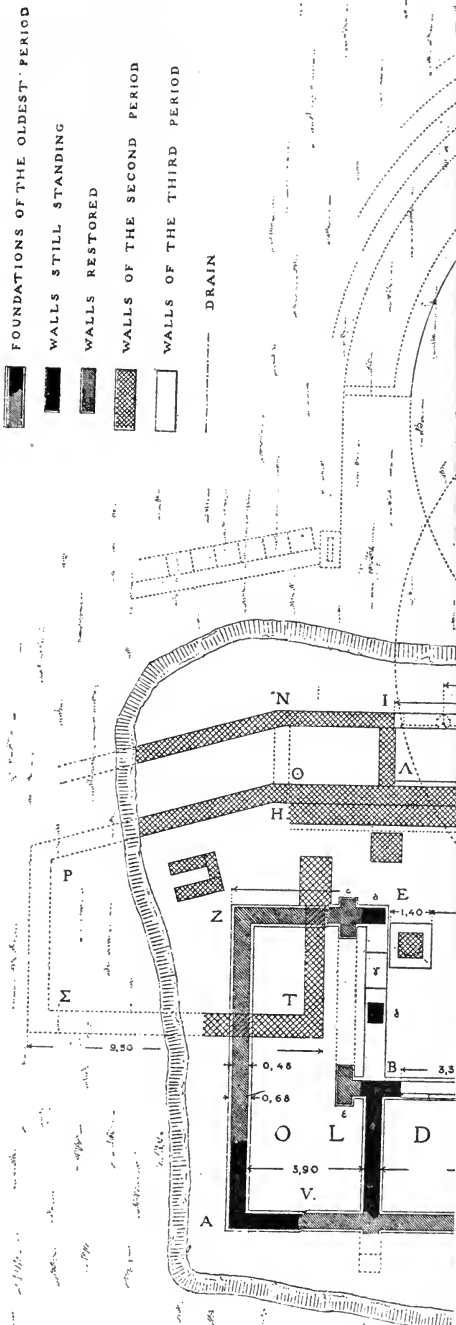 FOUNDATIONS OF THE OLDEST PERIOD
WALLS STILL STANDING
WALLS RESTORED
WALLS OF THE SECOND PERIOD
WALLS OF THE THIRD PERIOD
DRAIN
N I
Θ Λ
H
P
Z c δ E
1,40
γ
Σ T δ
9,50
B
0,48 3,3
0,68 ε
O L D
3,90
V.
A